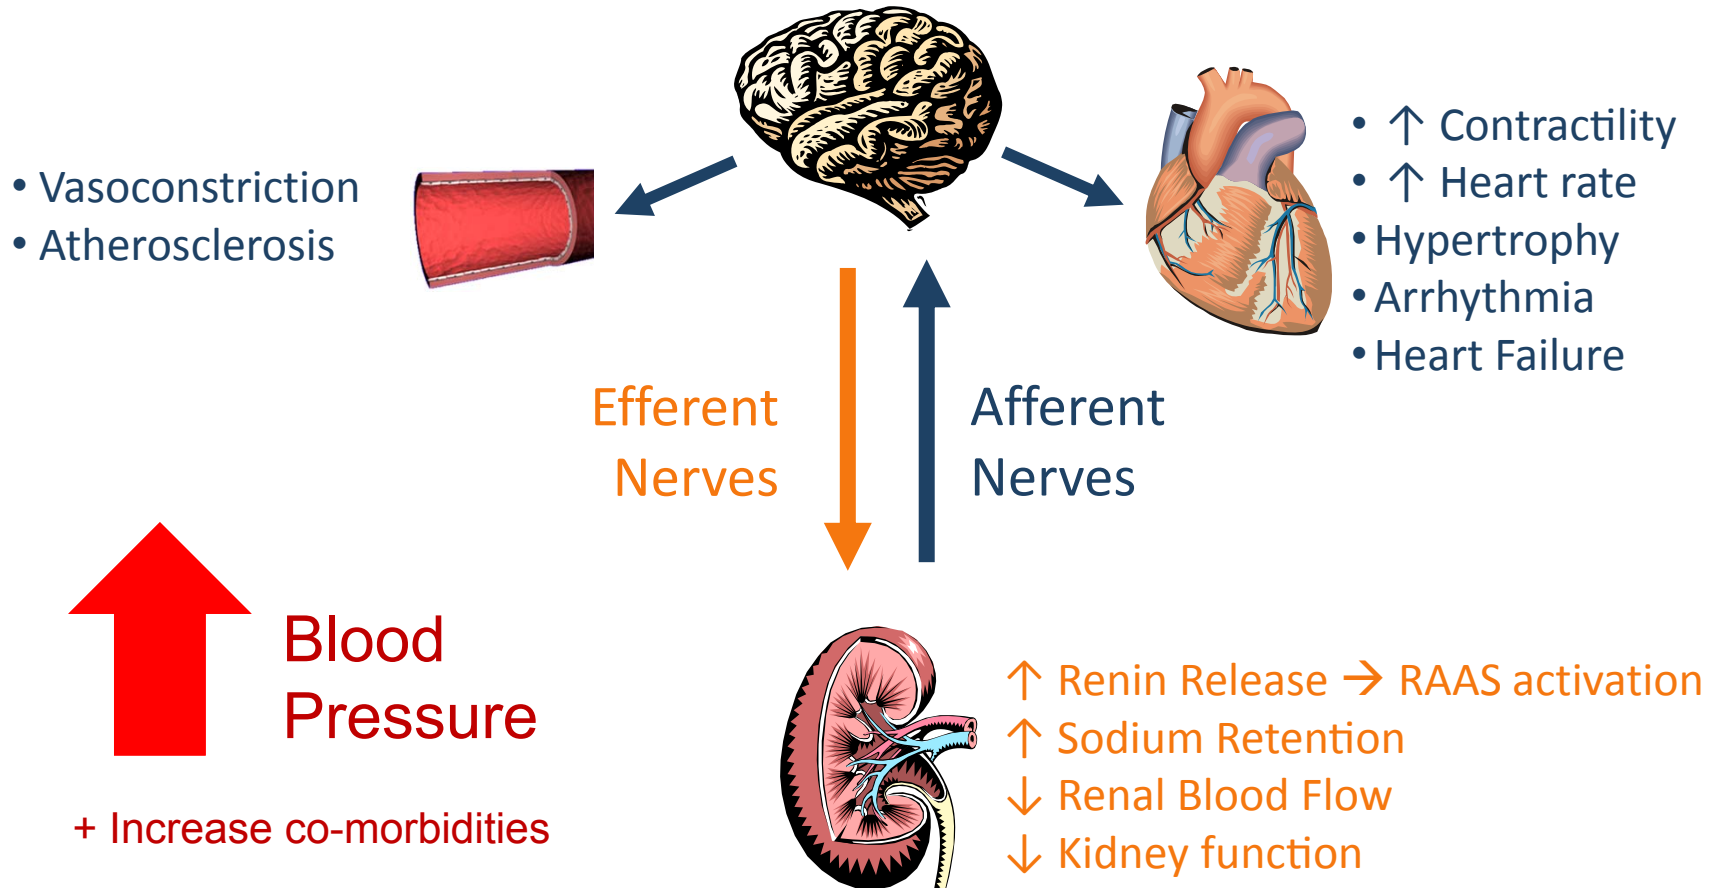 • Vasoconstriction
• Atherosclerosis
• ↑ Contractility
• ↑ Heart rate
• Hypertrophy
• Arrhythmia
• Heart Failure
Efferent
Nerves
Afferent
Nerves
Blood
Pressure
+ Increase co-morbidities
↑ Renin Release → RAAS activation
↑ Sodium Retention
↓ Renal Blood Flow
↓ Kidney function